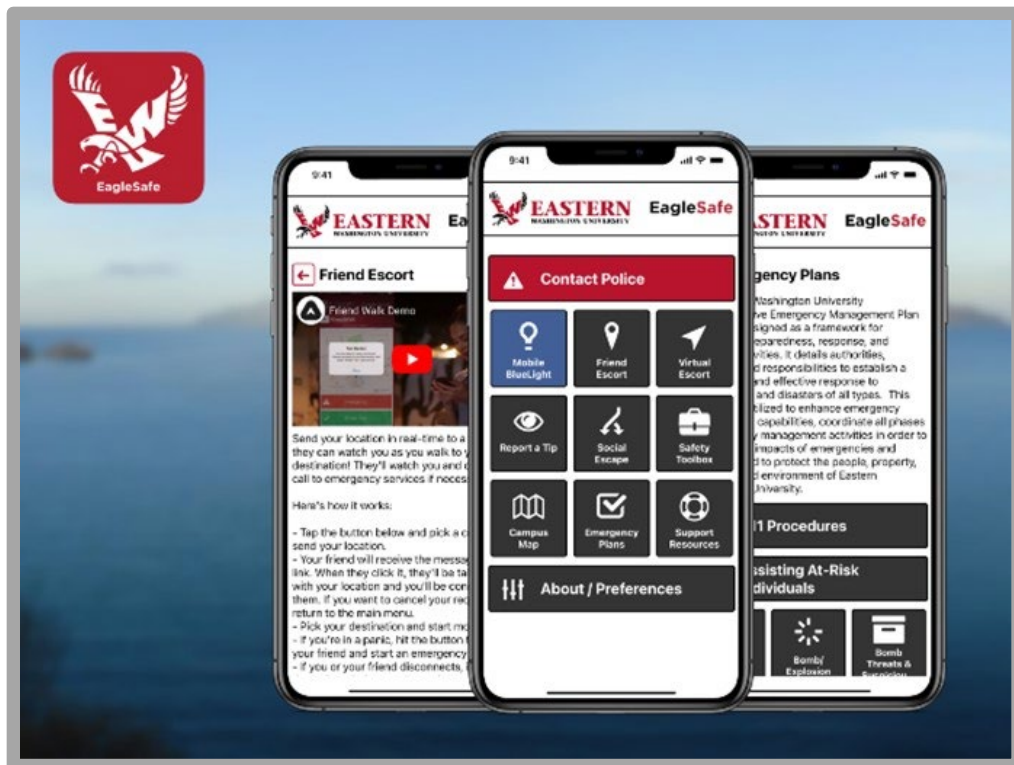 EWU
EagleSafe
9:41
EASTERN
WASHINGTON UNIVERSITY
Ea
Friend Escort
Friend Walk Demo
Send your location in real-time to a
they can watch you as you walk to y
destination! They'll watch you and
call to emergency services if neces
Here's how it works:
- Tap the button below and pick a
send your location.
- Your friend will receive the messa
link. When they click it, they'll be ta
with your location and you'll be con
them. If you want to cancel your req
return to the main menu.
- Pick your destination and start mo
- If you're in a panic, hit the button
your friend and start an emergency
- If you or your friend disconnects,
9:41
EASTERN
WASHINGTON UNIVERSITY
EagleSafe
Contact Police
Mobile
BlueLight
Friend
Escort
Virtual
Escort
Report a Tip
Social
Escape
Safety
Toolbox
Campus
Map
Emergency
Plans
Support
Resources
About / Preferences
STERN
WASHINGTON UNIVERSITY
EagleSafe
gency Plans
Washington University
ve Emergency Management Plan
signed as a framework for
eparedness, response, and
vities. It details authorities,
d responsibilities to establish a
nd effective response to
and disasters of all types. This
tilized to enhance emergency
capabilities, coordinate all phases
y management activities in order to
impacts of emergencies and
d to protect the people, property,
d environment of Eastern
University.
11 Procedures
ssisting At-Risk
dividuals
Bomb/
Explosion
Bomb
Threats &